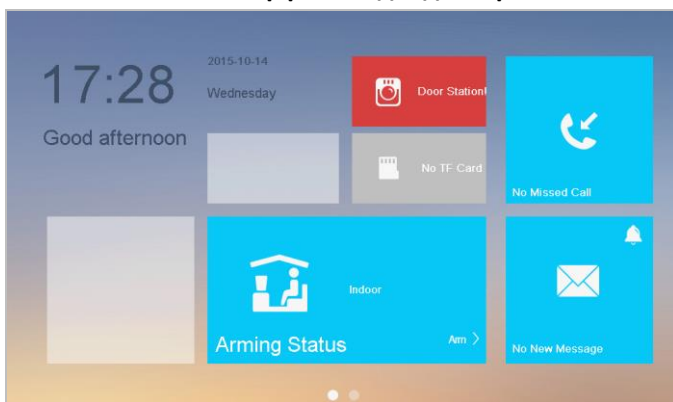 17:28
2015-10-14
Wednesday
Good afternoon
Door Station
No TF Card
No Missed Call
Indoor
Arming Status
Arm
No New Message